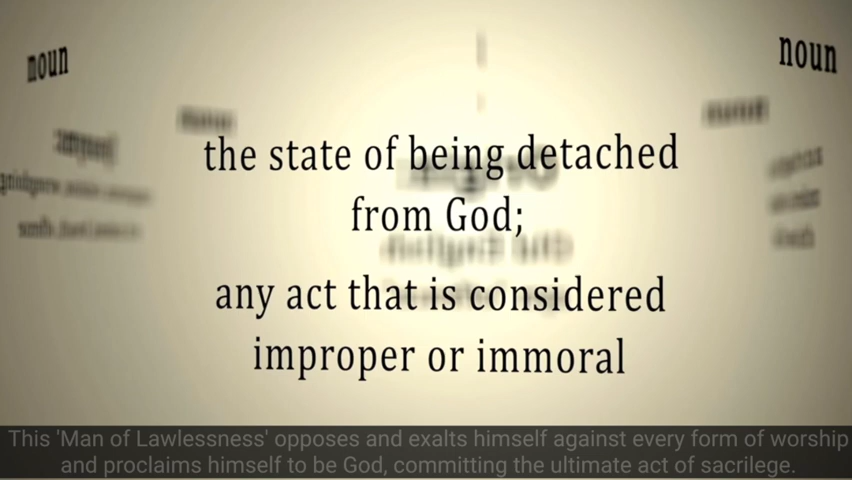 noun
noun
the state of being detached
from God;
any act that is considered
improper or immoral
This 'Man of Lawlessness' opposes and exalts himself against every form of worship
and proclaims himself to be God, committing the ultimate act of sacrilege.